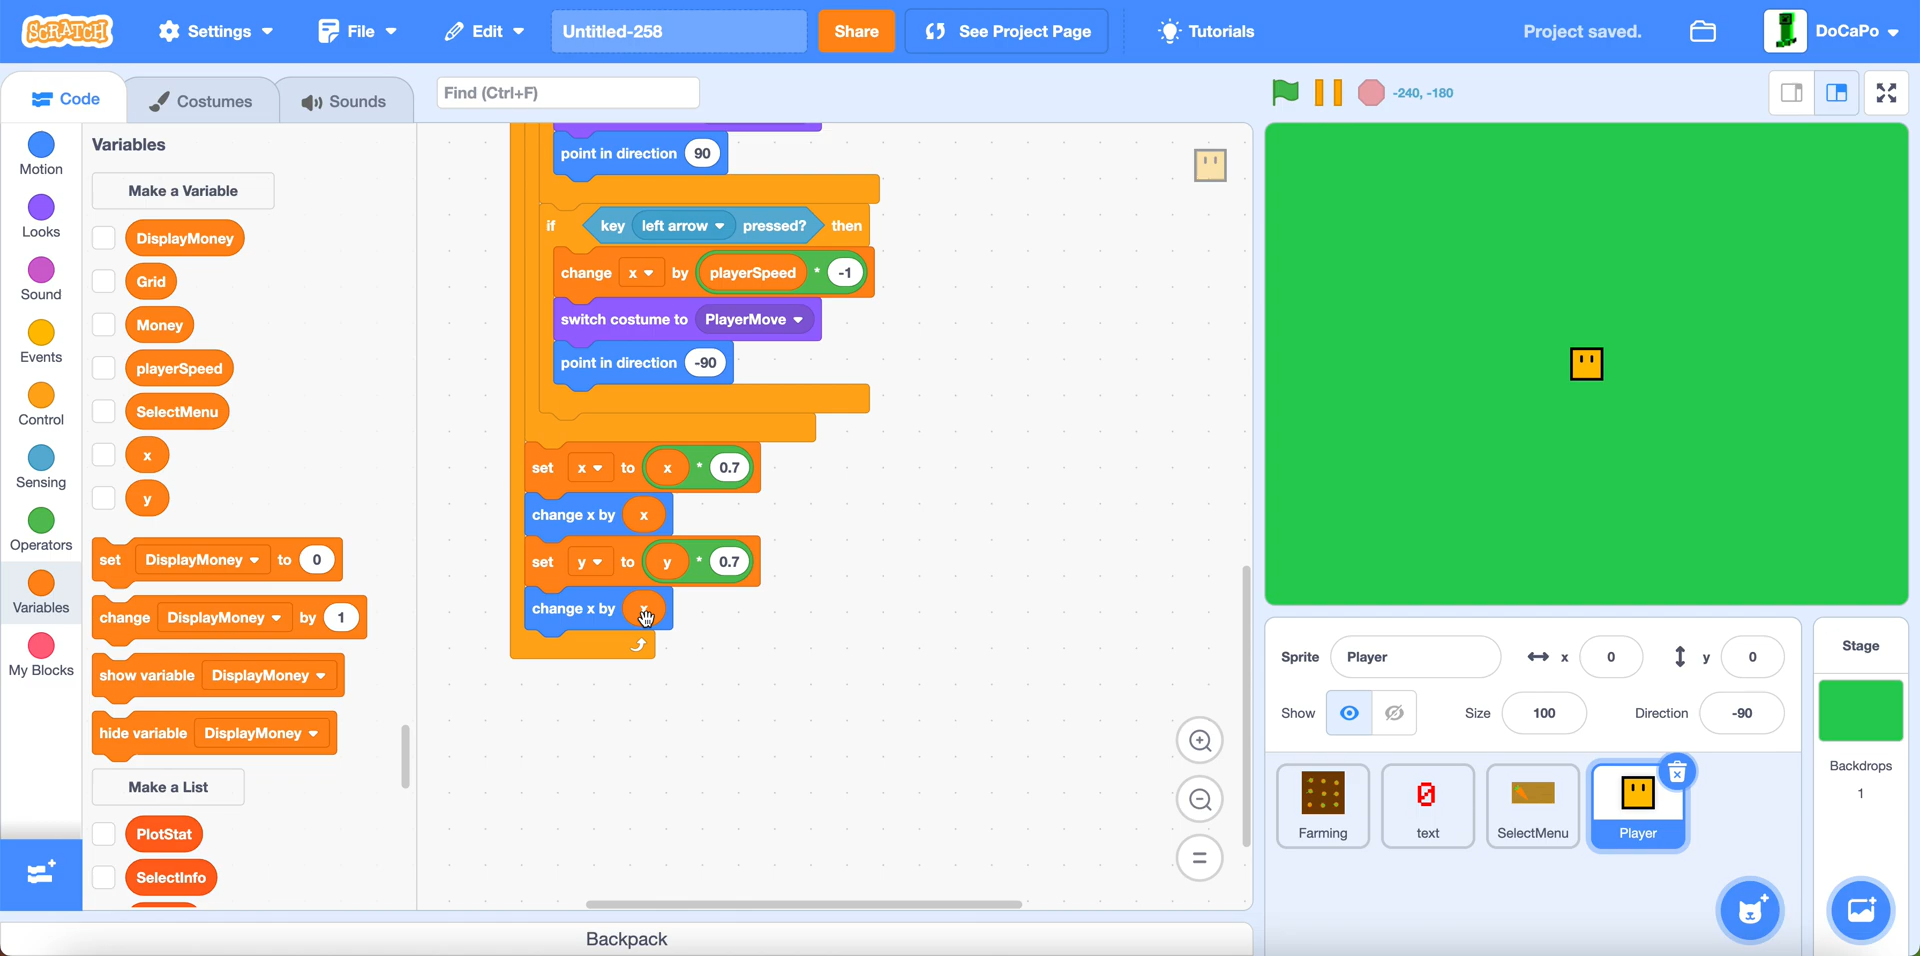 SCRATCH Settings File Edit Untitled-258 Share See Project Page Tutorials Project saved. DoCaPo
Code Costumes Sounds Find (Ctrl+F) -240, -180
Motion
Looks
Sound
Events
Control
Sensing
Operators
Variables
My Blocks
Variables
Make a Variable
DisplayMoney
Grid
Money
playerSpeed
SelectMenu
x
y
set DisplayMoney to 0
change DisplayMoney by 1
show variable DisplayMoney
hide variable DisplayMoney
Make a List
PlotStat
SelectInfo
point in direction 90
if key left arrow pressed? then
change x by playerSpeed * -1
switch costume to PlayerMove
point in direction -90
set x to x * 0.7
change x by x
set y to y * 0.7
change x by
Backpack
Sprite Player x 0 y 0
Show Size 100 Direction -90
Farming
0
text
SelectMenu
Player
Stage
Backdrops
1